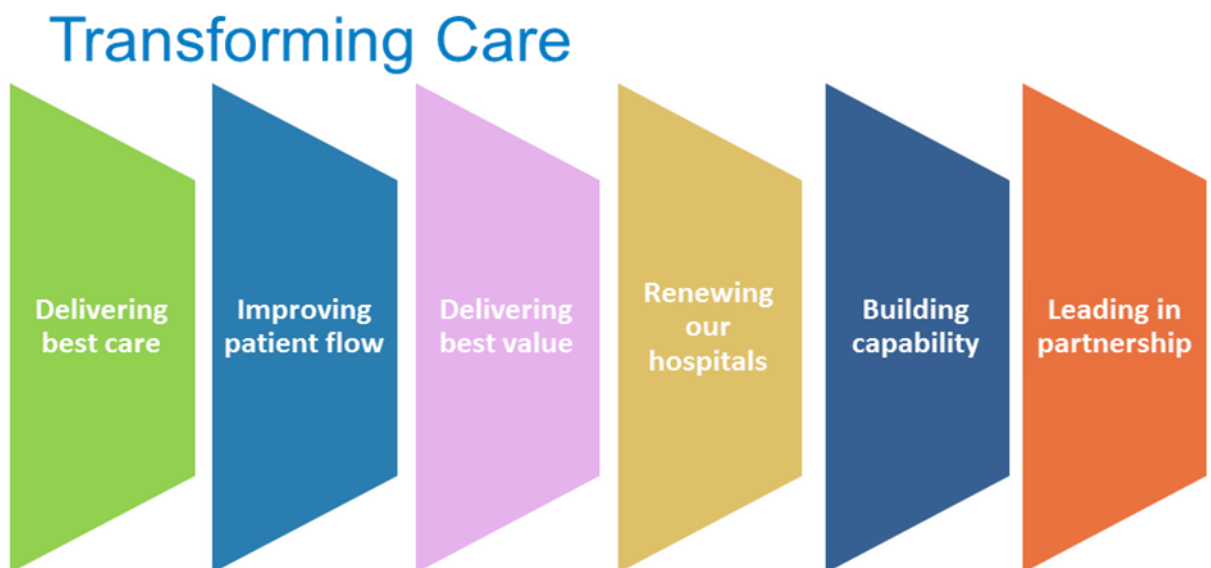 Transforming Care
Delivering
best care
Improving
patient flow
Delivering
best value
Renewing
our
hospitals
Building
capability
Leading in
partnership